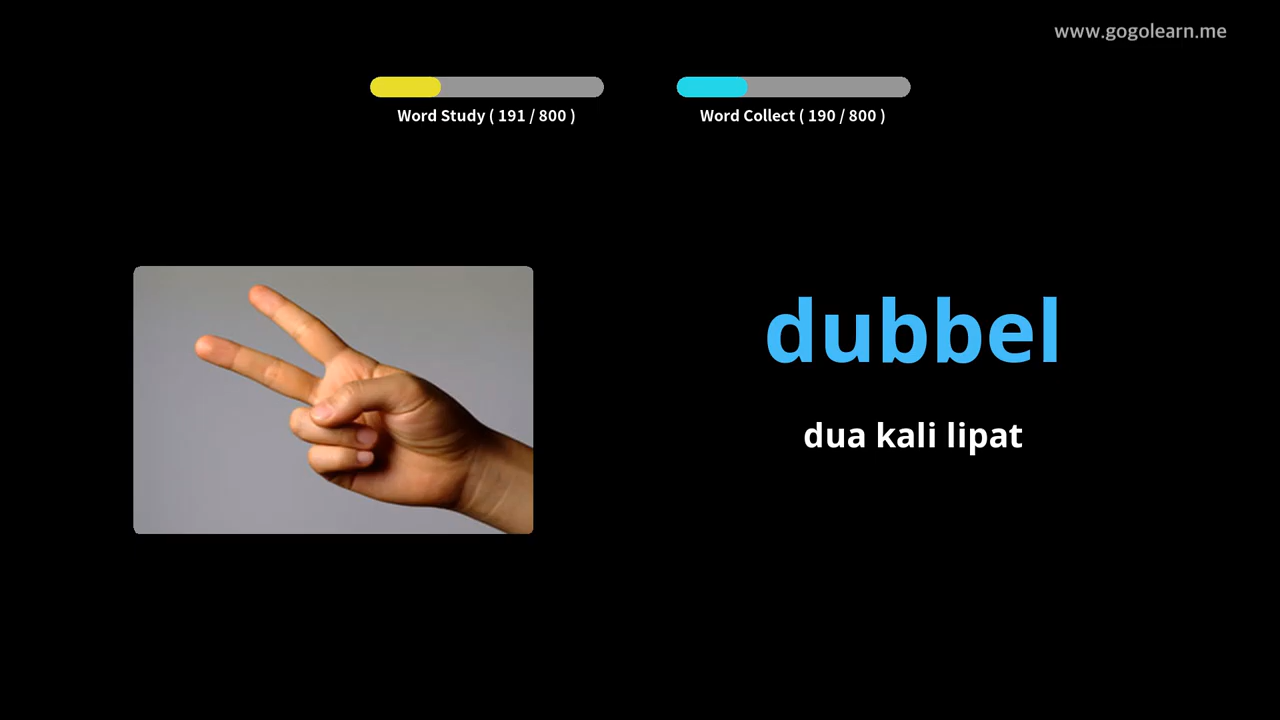 www.gogolearn.me
Word Study ( 191 / 800 )
Word Collect ( 190 / 800 )
dubbel
dua kali lipat